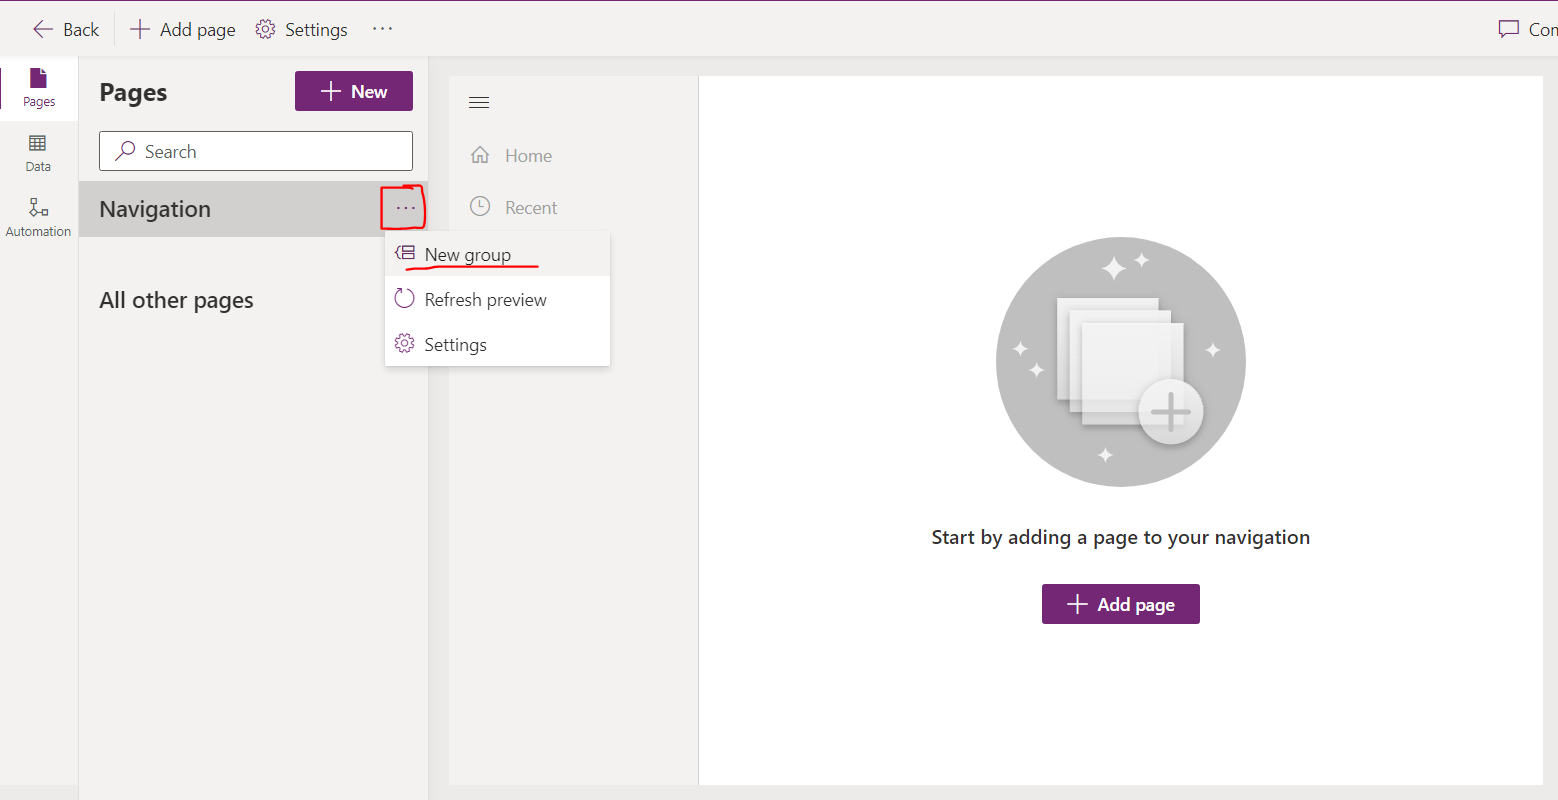 Back
Add page
Settings
...
Con
Pages
Data
Automation
Pages
New
Search
Navigation
...
New group
Refresh preview
Settings
All other pages
Home
Recent
Start by adding a page to your navigation
Add page